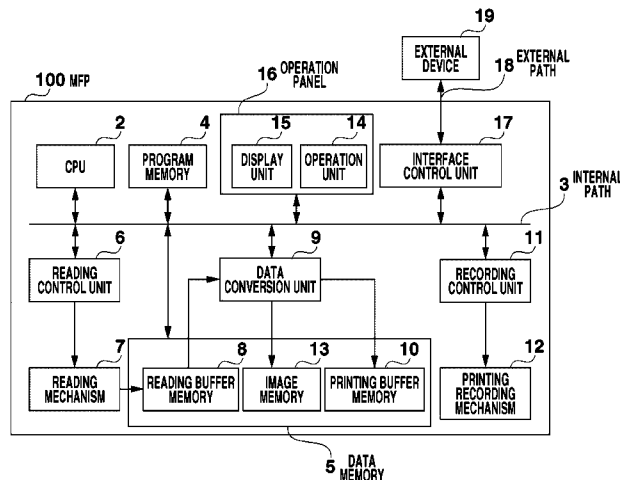 19
EXTERNAL
DEVICE
18 EXTERNAL
PATH
16 OPERATION
PANEL
100 MFP
2
CPU
4
PROGRAM
MEMORY
15
DISPLAY
UNIT
14
OPERATION
UNIT
17
INTERFACE
CONTROL UNIT
3 INTERNAL
PATH
6
READING
CONTROL UNIT
9
DATA
CONVERSION UNIT
11
RECORDING
CONTROL UNIT
7
READING
MECHANISM
8
READING BUFFER
MEMORY
13
IMAGE
MEMORY
10
PRINTING BUFFER
MEMORY
12
PRINTING
RECORDING
MECHANISM
5 DATA
MEMORY